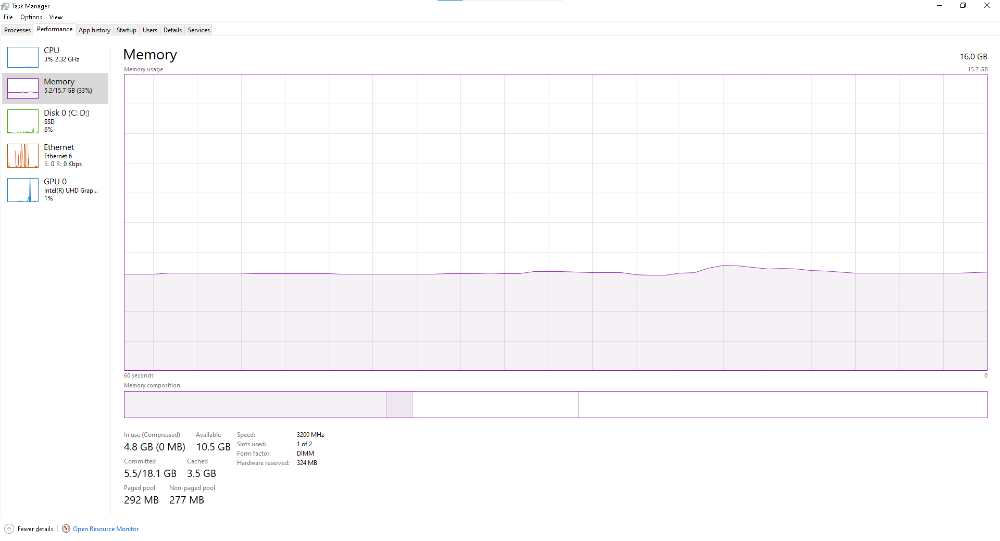 Task Manager
File Options View
Processes Performance App history Startup Users Details Services
CPU
3% 2.32 GHz
Memory
5.2/15.7 GB (33%)
Disk 0 (C: D:)
SSD
6%
Ethernet
Ethernet 6
S: 0 R: 0 Kbps
GPU 0
Intel(R) UHD Grap...
1%
Memory
16.0 GB
Memory usage
15.7 GB
60 seconds
0
Memory composition
In use (Compressed)
4.8 GB (0 MB)
Available
10.5 GB
Committed
5.5/18.1 GB
Cached
3.5 GB
Paged pool
292 MB
Non-paged pool
277 MB
Speed: 3200 MHz
Slots used: 1 of 2
Form factor: DIMM
Hardware reserved: 324 MB
Fewer details
Open Resource Monitor